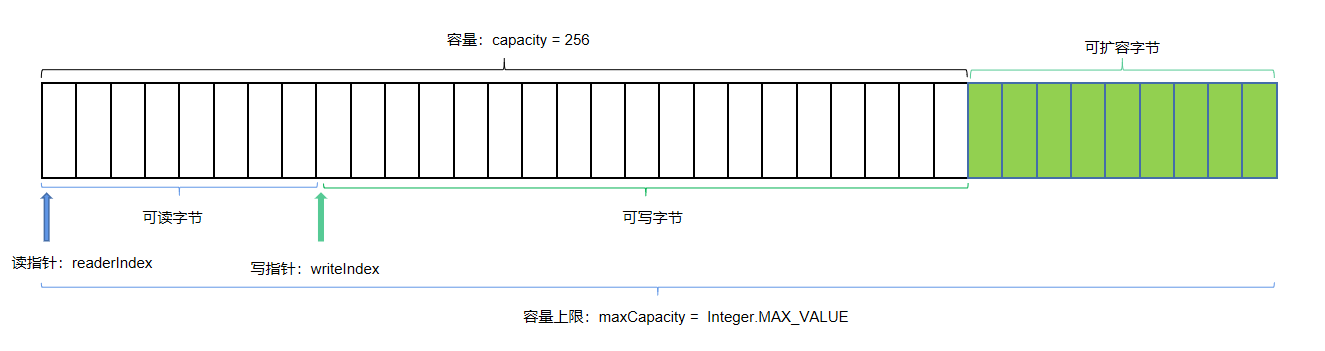 容量：capacity = 256
可扩容字节
可读字节
可写字节
读指针：readerIndex
写指针：writeIndex
容量上限：maxCapacity =  Integer.MAX_VALUE